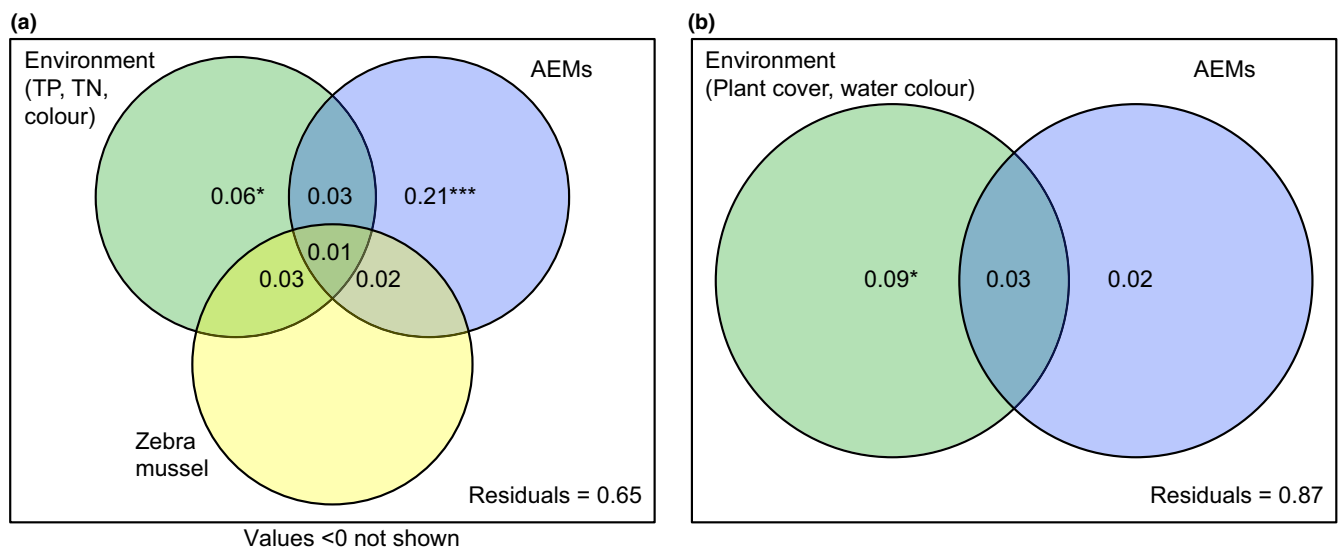 (a)
Environment
(TP, TN,
colour)
AEMs
0.06*
0.03
0.21***
0.01
0.03
0.02
Zebra
mussel
Residuals = 0.65
Values <0 not shown
(b)
Environment
(Plant cover, water colour)
AEMs
0.09*
0.03
0.02
Residuals = 0.87